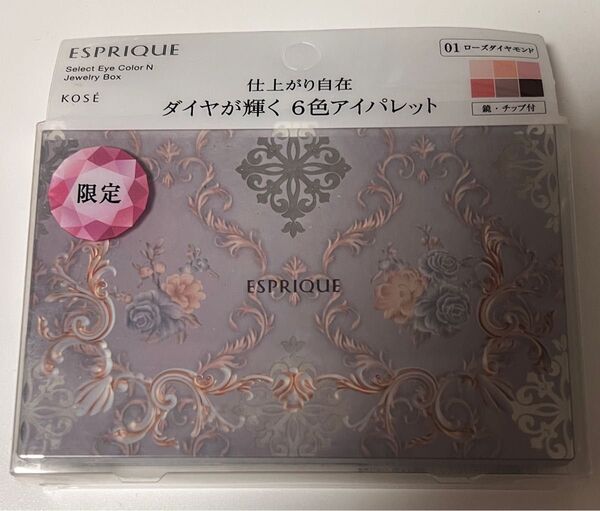 ESPRIQUE
Select Eye Color N
Jewelry Box
KOSÉ
01 ローズダイヤモンド
鏡・チップ付
仕上がり自在
ダイヤが輝く 6色アイパレット
限定
ESPRIQUE